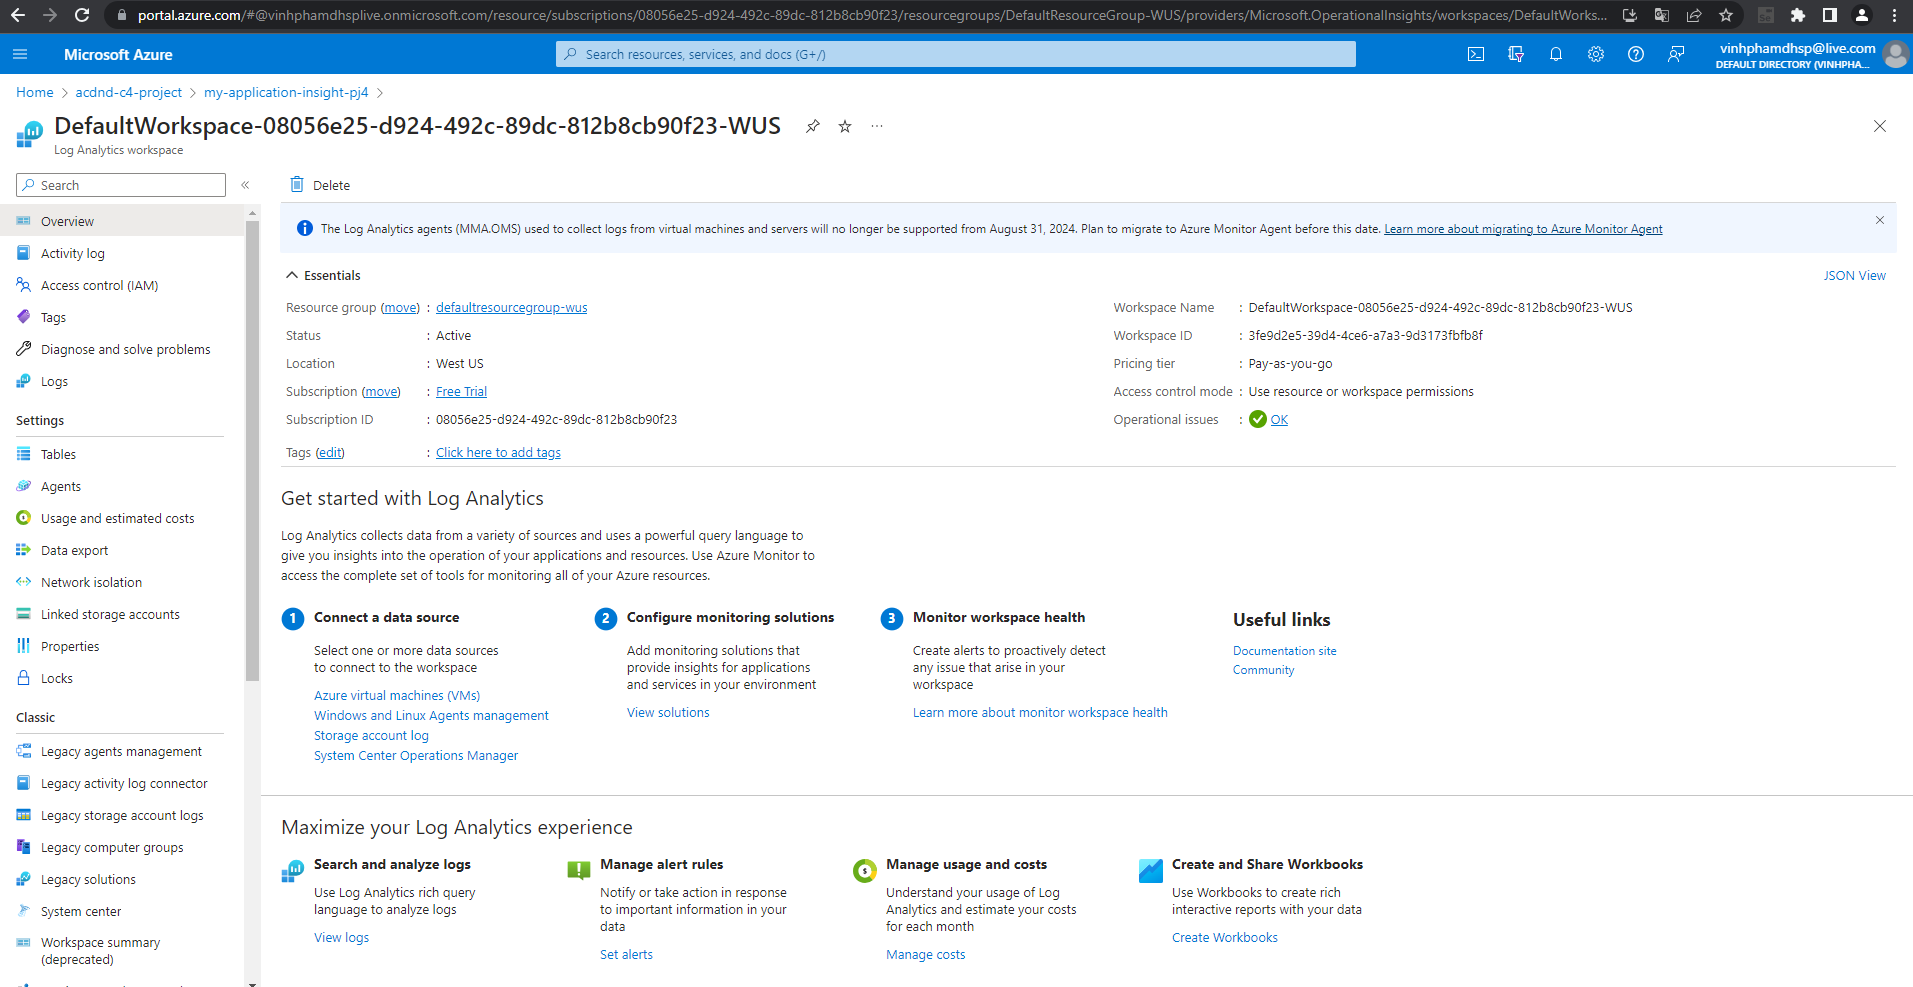 portal.azure.com/#@vinhphamdhsplive.onmicrosoft.com/resource/subscriptions/08056e25-d924-492c-89dc-812b8cb90f23/resourcegroups/DefaultResourceGroup-WUS/providers/Microsoft.OperationalInsights/workspaces/DefaultWorks...
Microsoft Azure
Search resources, services, and docs (G+/)
vinhphamdhsp@live.com
DEFAULT DIRECTORY (VINHPHA...
Home > acdnd-c4-project > my-application-insight-pj4 >
DefaultWorkspace-08056e25-d924-492c-89dc-812b8cb90f23-WUS
Log Analytics workspace
Search
Overview
Activity log
Access control (IAM)
Tags
Diagnose and solve problems
Logs
Settings
Tables
Agents
Usage and estimated costs
Data export
Network isolation
Linked storage accounts
Properties
Locks
Classic
Legacy agents management
Legacy activity log connector
Legacy storage account logs
Legacy computer groups
Legacy solutions
System center
Workspace summary
(deprecated)
Delete
The Log Analytics agents (MMA.OMS) used to collect logs from virtual machines and servers will no longer be supported from August 31, 2024. Plan to migrate to Azure Monitor Agent before this date. Learn more about migrating to Azure Monitor Agent
Essentials
JSON View
Resource group (move) : defaultresourcegroup-wus
Status : Active
Location : West US
Subscription (move) : Free Trial
Subscription ID : 08056e25-d924-492c-89dc-812b8cb90f23
Tags (edit) : Click here to add tags
Workspace Name : DefaultWorkspace-08056e25-d924-492c-89dc-812b8cb90f23-WUS
Workspace ID : 3fe9d2e5-39d4-4ce6-a7a3-9d3173fbfb8f
Pricing tier : Pay-as-you-go
Access control mode : Use resource or workspace permissions
Operational issues : OK
Get started with Log Analytics
Log Analytics collects data from a variety of sources and uses a powerful query language to
give you insights into the operation of your applications and resources. Use Azure Monitor to
access the complete set of tools for monitoring all of your Azure resources.
1 Connect a data source
Select one or more data sources
to connect to the workspace
Azure virtual machines (VMs)
Windows and Linux Agents management
Storage account log
System Center Operations Manager
2 Configure monitoring solutions
Add monitoring solutions that
provide insights for applications
and services in your environment
View solutions
3 Monitor workspace health
Create alerts to proactively detect
any issue that arise in your
workspace
Learn more about monitor workspace health
Useful links
Documentation site
Community
Maximize your Log Analytics experience
Search and analyze logs
Use Log Analytics rich query
language to analyze logs
View logs
Manage alert rules
Notify or take action in response
to important information in your
data
Set alerts
Manage usage and costs
Understand your usage of Log
Analytics and estimate your costs
for each month
Manage costs
Create and Share Workbooks
Use Workbooks to create rich
interactive reports with your data
Create Workbooks